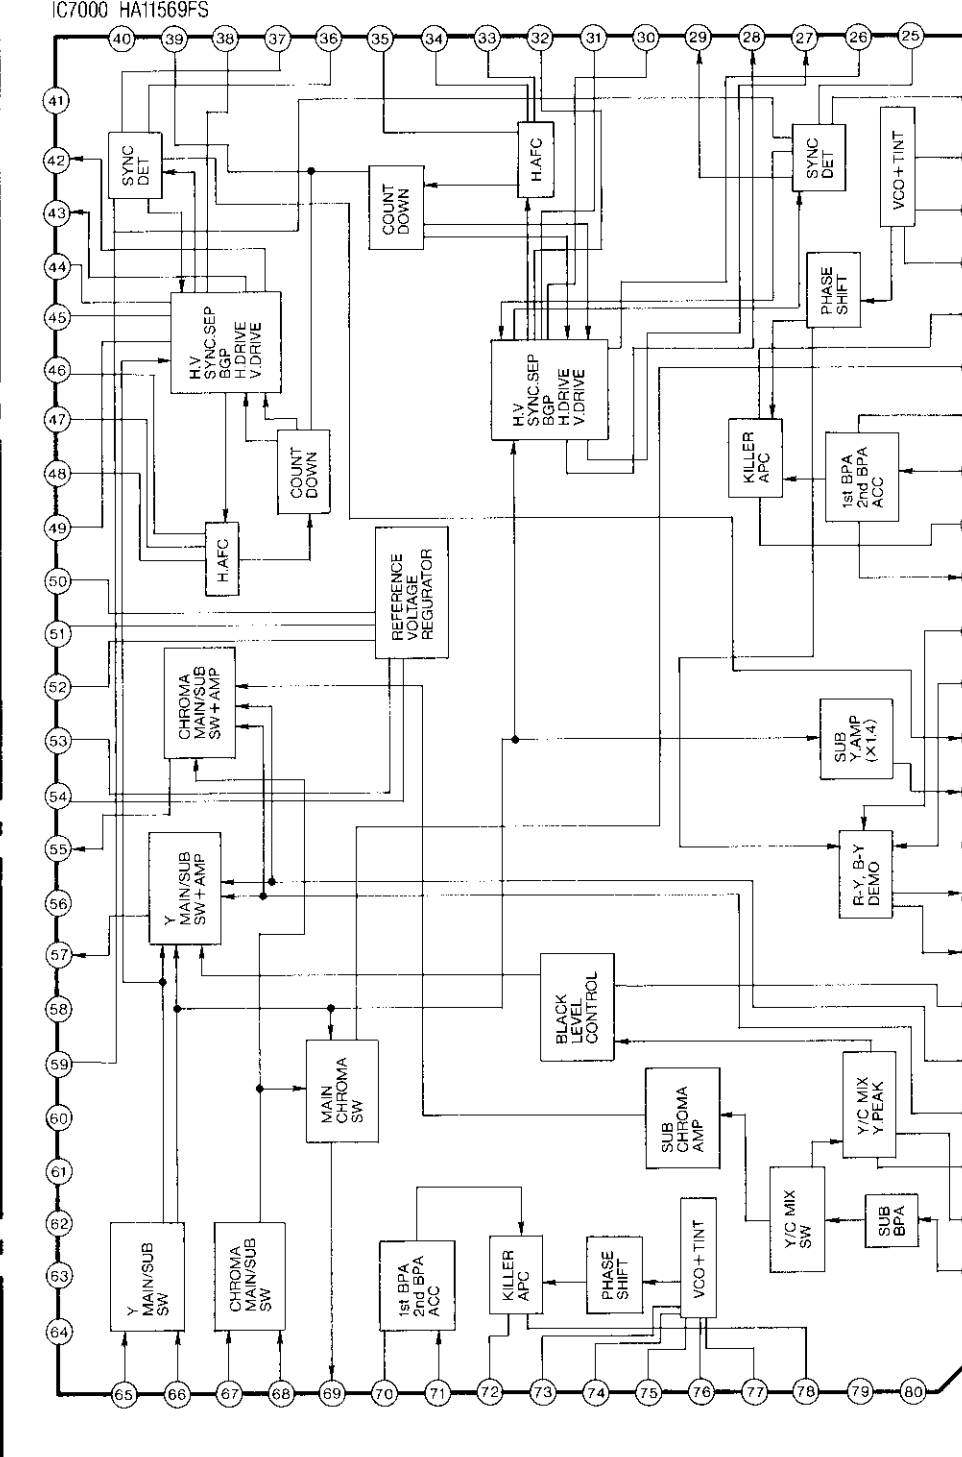 IC7000 HA11569FS
40 39 38 37 36 35 34 33 32 31 30 29 28 27 26 25
41
42
43
44
45
46
47
48
49
50
51
52
53
54
55
56
57
58
59
60
61
62
63
64
SYNC
DET
H.V
SYNC.SEP
BGP
H.DRIVE
V.DRIVE
COUNT
DOWN
H.AFC
COUNT
DOWN
H.AFC
H.V
SYNC.SEP
BGP
H.DRIVE
V.DRIVE
SYNC
DET
VCO+TINT
PHASE
SHIFT
KILLER
APC
1st BPA
2nd BPA
ACC
REFERENCE
VOLTAGE
REGURATOR
CHROMA
MAIN/SUB
SW+AMP
SUB
Y.AMP
(X1.4)
Y
MAIN/SUB
SW+AMP
R-Y, B-Y
DEMO
BLACK
LEVEL
CONTROL
MAIN
CHROMA
SW
SUB
CHROMA
AMP
Y/C MIX
Y.PEAK
Y/C MIX
SW
SUB
BPA
Y
MAIN/SUB
SW
CHROMA
MAIN/SUB
SW
1st BPA
2nd BPA
ACC
KILLER
APC
PHASE
SHIFT
VCO+TINT
65 66 67 68 69 70 71 72 73 74 75 76 77 78 79 80